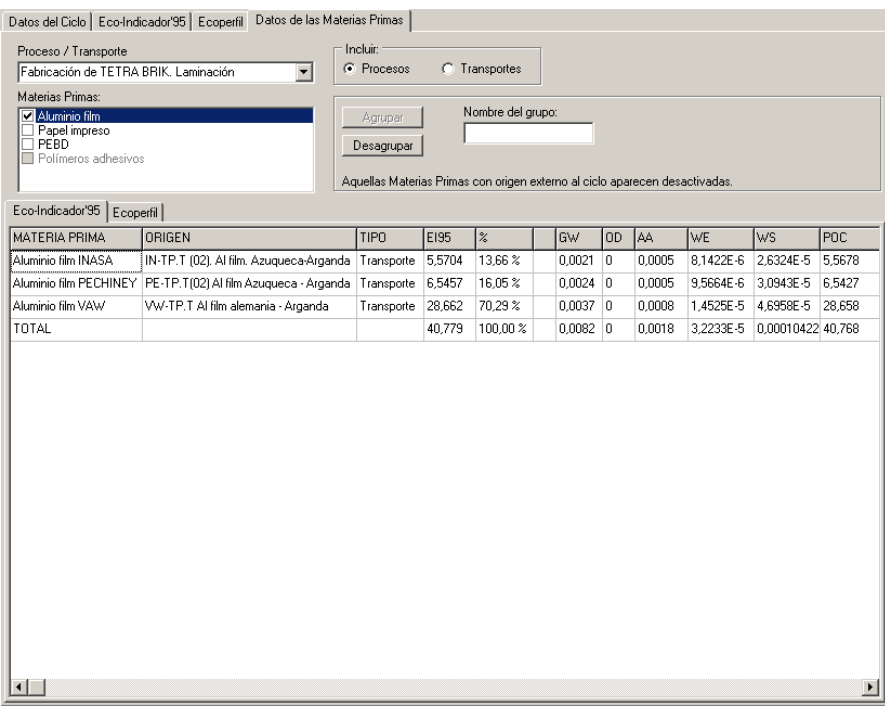 Datos del Ciclo Eco-Indicador'95 Ecoperfil Datos de las Materias Primas
Proceso / Transporte
Fabricación de TETRA BRIK. Laminación
Incluir:
Procesos Transportes
Materias Primas:
Aluminio film
Papel impreso
PEBD
Polímeros adhesivos
Agrupar
Desagrupar
Nombre del grupo:
Aquellas Materias Primas con origen externo al ciclo aparecen desactivadas.
Eco-Indicador'95 Ecoperfil
MATERIA PRIMA ORIGEN TIPO EI95 % GW OD AA WE WS POC
Aluminio film INASA IN-TP.T (02). Al film. Azuqueca-Arganda Transporte 5,5704 13,66 % 0,0021 0 0,0005 8,1422E-6 2,6324E-5 5,5678
Aluminio film PECHINEY PE-TP.T(02) Al film Azuqueca - Arganda Transporte 6,5457 16,05 % 0,0024 0 0,0005 9,5664E-6 3,0943E-5 6,5427
Aluminio film VAW VW-TP.T Al film alemania - Arganda Transporte 28,662 70,29 % 0,0037 0 0,0008 1,4525E-5 4,6958E-5 28,658
TOTAL 40,779 100,00 % 0,0082 0 0,0018 3,2233E-5 0,00010422 40,768